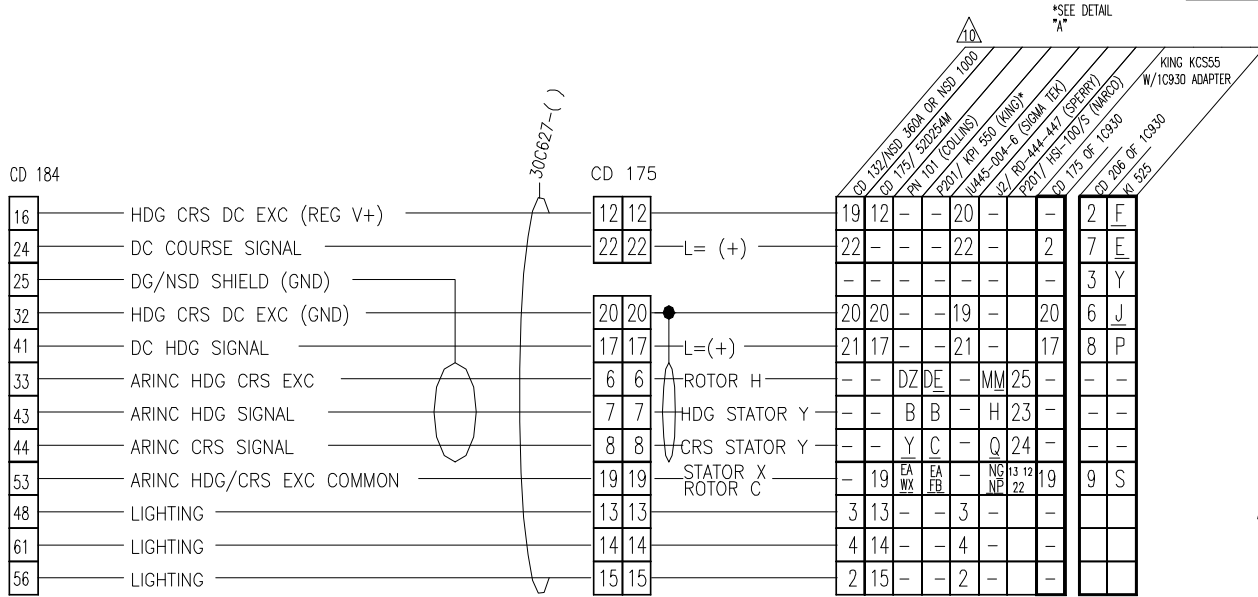 *SEE DETAIL
"A"
10
KING KCS55
W/1C930 ADAPTER
CD 132/NSD 360A OR NSD 1000
CD 175/ 52D254M
PN 101 (COLLINS)
P201/ KPI 550 (KING)*
IU445-004-6 (SIGMA TEK)
J2/ RD-444-447 (SPERRY)
P201/ HSI-100/S (NARCO)
CD 175 OF 1C930
CD 206 OF 1C930
KI 525
30C627-( )
CD 184
CD 175
16 HDG CRS DC EXC (REG V+) 12 12 19 12 - - 20 - - 2 F
24 DC COURSE SIGNAL 22 22 L= (+) 22 - - - 22 - 2 7 E
25 DG/NSD SHIELD (GND) - - - - - - - 3 Y
32 HDG CRS DC EXC (GND) 20 20 20 20 - - 19 - 20 6 J
41 DC HDG SIGNAL 17 17 L=(+) 21 17 - - 21 - 17 8 P
33 ARINC HDG CRS EXC 6 6 ROTOR H - - DZ DE - MM 25 - - -
43 ARINC HDG SIGNAL 7 7 HDG STATOR Y - - B B - H 23 - - -
44 ARINC CRS SIGNAL 8 8 CRS STATOR Y - - Y C - Q 24 - - -
53 ARINC HDG/CRS EXC COMMON 19 19 STATOR X - 19 EA EA - NG 13 12 19 9 S
ROTOR C WX FB NP 22
48 LIGHTING 13 13 3 13 - - 3 - -
61 LIGHTING 14 14 4 14 - - 4 - -
56 LIGHTING 15 15 2 15 - - 2 - -